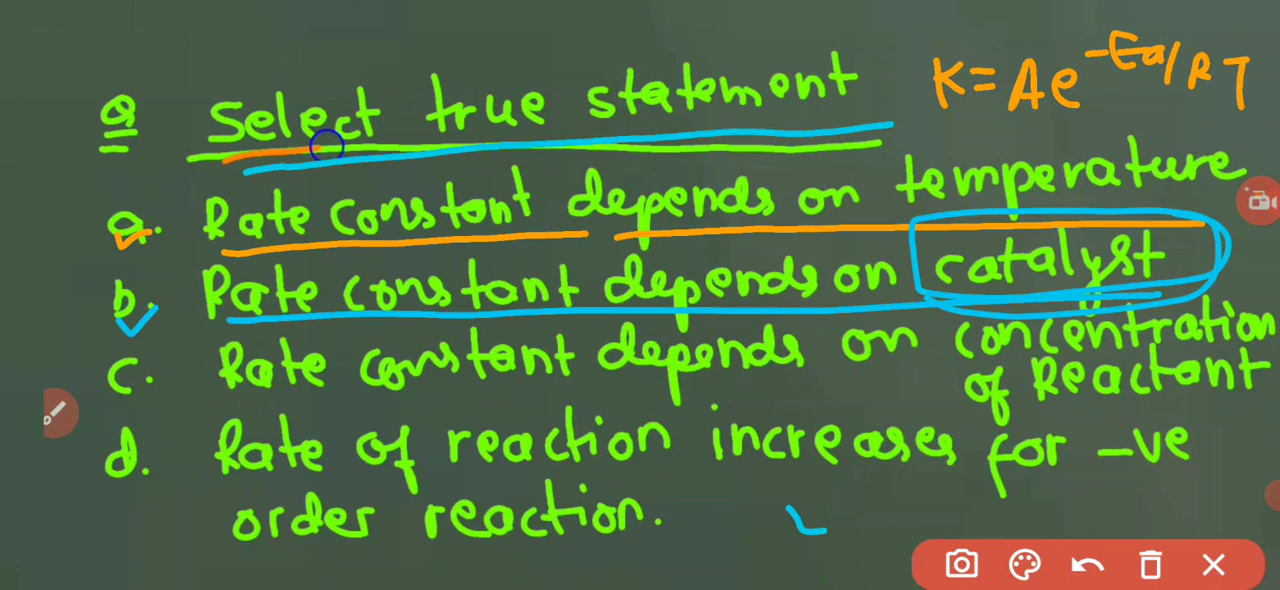 K = Ae^-Ea/RT
Q Select true statement
a. Rate constant depends on temperature
b. Rate constant depends on catalyst
c. Rate constant depends on concentration
of Reactant
d. Rate of reaction increases for -ve
order reaction.